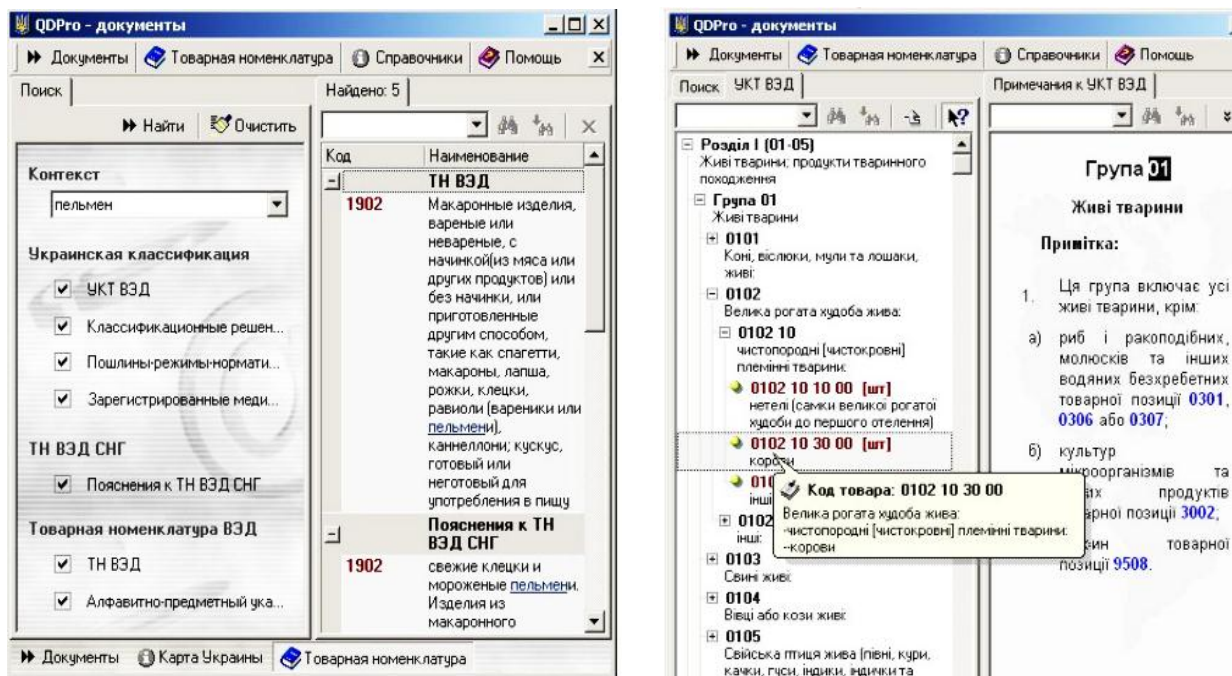 QDPro - документы
Документы Товарная номенклатура Справочники Помощь
Поиск
Найти Очистить
Контекст
пельмен
Украинская классификация
УКТ ВЭД
Классификационные решен...
Пошлины-режимы-нормати...
Зарегистрированные меди...
ТН ВЭД СНГ
Пояснения к ТН ВЭД СНГ
Товарная номенклатура ВЭД
ТН ВЭД
Алфавитно-предметный ука...
Найдено: 5
Код Наименование
ТН ВЭД
1902 Макаронные изделия,
вареные или
невареные, с
начинкой(из мяса или
других продуктов) или
без начинки, или
приготовленные
другим способом,
такие как спагетти,
макароны, лапша,
рожки, клецки,
равиоли (вареники или
пельмени),
каннеллони; кускус,
готовый или
неготовый для
употребления в пищу
Пояснения к ТН
ВЭД СНГ
1902 свежие клецки и
мороженые пельмени.
Изделия из
макаронного
Документы Карта Украины Товарная номенклатура
QDPro - документы
Документы Товарная номенклатура Справочники Помощь
Поиск УКТ ВЭД
Розділ I (01-05)
Живі тварини; продукти тваринного
походження
Група 01
Живі тварини
0101
Коні, віслюки, мули та лошаки,
живі:
0102
Велика рогата худоба жива:
0102 10
чистопородні [чистокровні]
племінні тварини:
0102 10 10 00 [шт]
нетелі (самки великої рогатої
худоби до першого отелення)
0102 10 30 00 [шт]
корови
010
інші
0102
інші:
0103
Свині живі:
0104
Вівці або кози живі:
0105
Свійська птиця жива (півні, кури,
качки, гуси, індики, індички та
Код товара: 0102 10 30 00
Велика рогата худоба жива:
-чистопородні [чистокровні] племінні тварини:
--корови
Примечания к УКТ ВЭД
Група 01
Живі тварини
Примітка:
1. Ця група включає усі
живі тварини, крім:
а) риб і ракоподібних,
молюсків та інших
водяних безхребетних
товарної позиції 0301,
0306 або 0307;
б) культур
мікроорганізмів та
продуктів
позиції 3002;
товарної
позиції 9508.